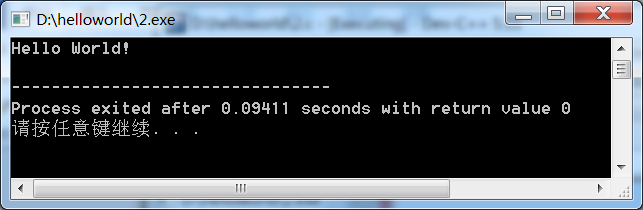 D:\helloworld\2.exe
Hello World!
--------------------------------
Process exited after 0.09411 seconds with return value 0
请按任意键继续. . .